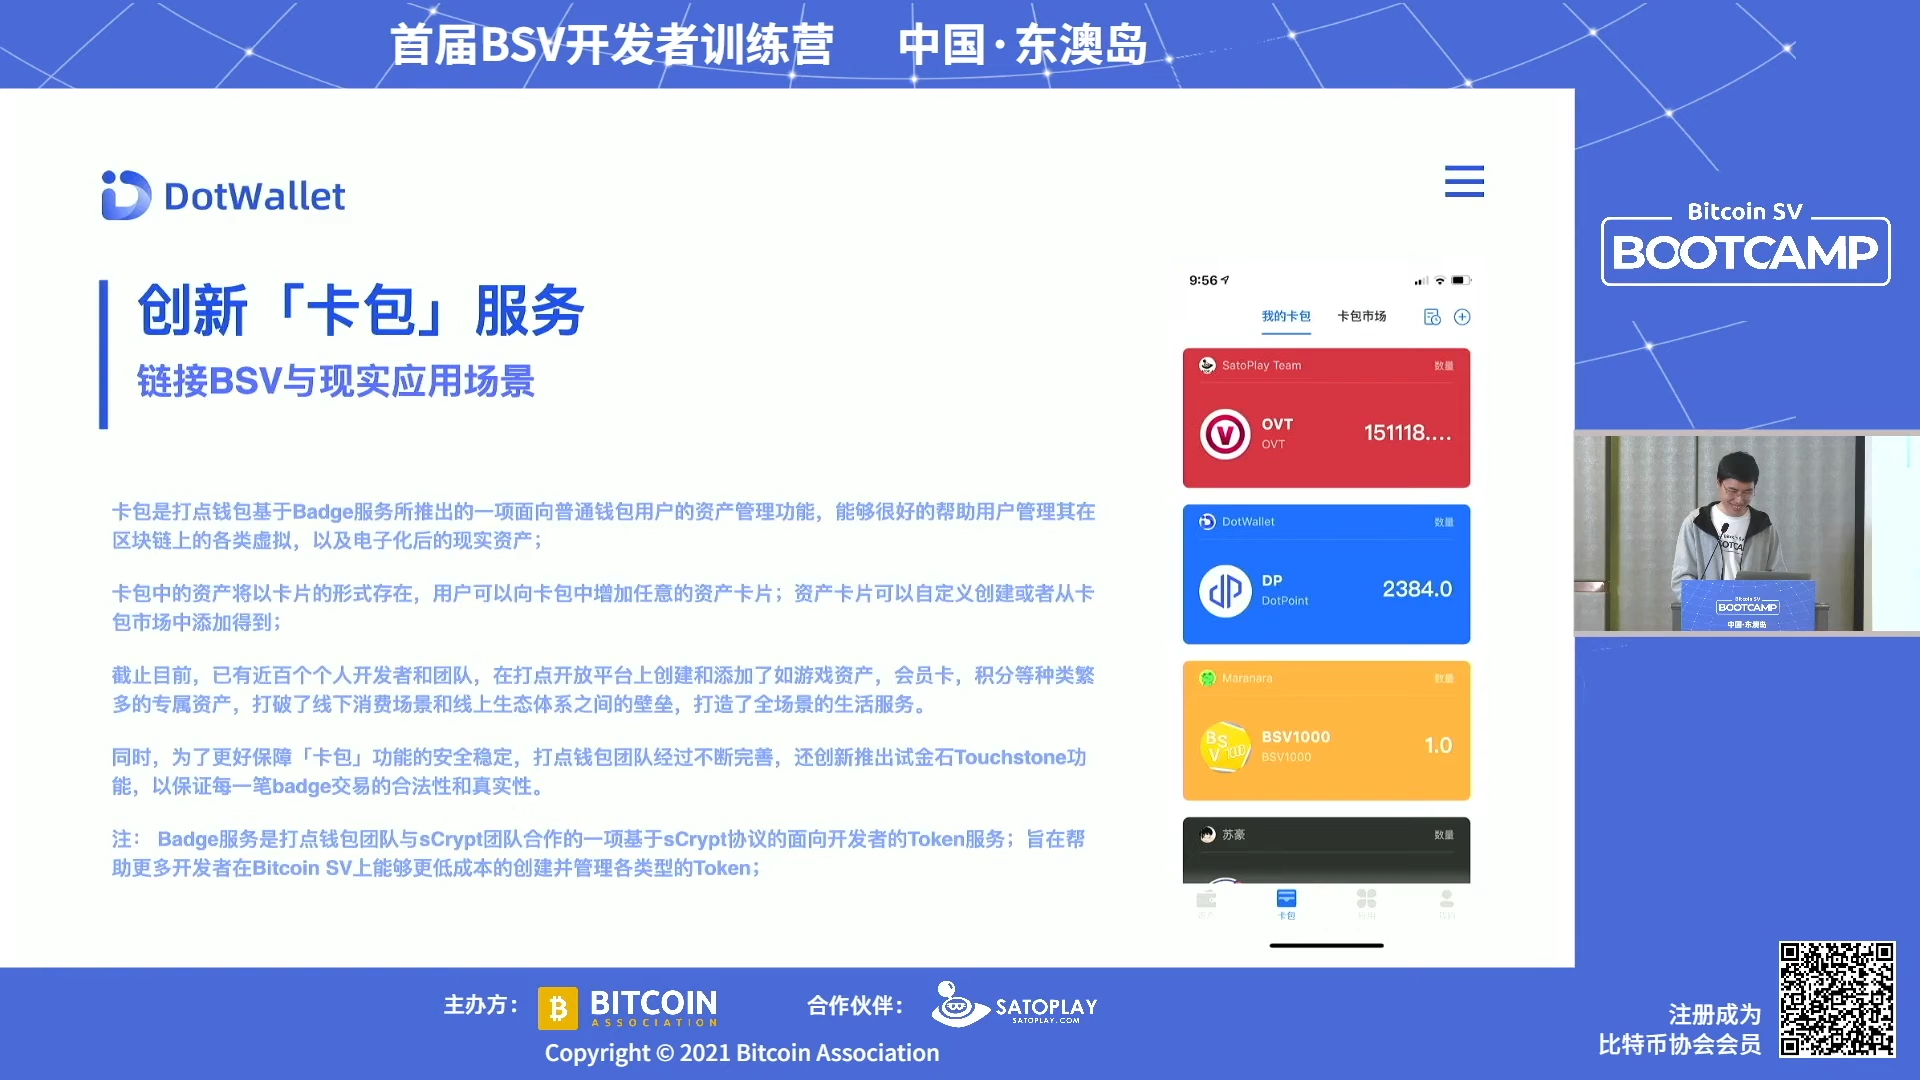 首届BSV开发者训练营 中国·东澳岛
DotWallet
创新「卡包」服务
链接BSV与现实应用场景
卡包是打点钱包基于Badge服务所推出的一项面向普通钱包用户的资产管理功能，能够很好的帮助用户管理其在
区块链上的各类虚拟，以及电子化后的现实资产；
卡包中的资产将以卡片的形式存在，用户可以向卡包中增加任意的资产卡片；资产卡片可以自定义创建或者从卡
包市场中添加得到；
截止目前，已有近百个个人开发者和团队，在打点开放平台上创建和添加了如游戏资产，会员卡，积分等种类繁
多的专属资产，打破了线下消费场景和线上生态体系之间的壁垒，打造了全场景的生活服务。
同时，为了更好保障「卡包」功能的安全稳定，打点钱包团队经过不断完善，还创新推出试金石Touchstone功
能，以保证每一笔badge交易的合法性和真实性。
注： Badge服务是打点钱包团队与sCrypt团队合作的一项基于sCrypt协议的面向开发者的Token服务；旨在帮
助更多开发者在Bitcoin SV上能够更低成本的创建并管理各类型的Token；
9:56
我的卡包 卡包市场
SatoPlay Team 数量
OVT
OVT
151118....
DotWallet 数量
DP
DotPoint
2384.0
Maranara 数量
BSV1000
BSV1000
1.0
苏豪 数量
卡包
Bitcoin SV
BOOTCAMP
Bitcoin SV
BOOTCAMP
中国·东澳岛
主办方：
BITCOIN
ASSOCIATION
合作伙伴：
SATOPLAY
SATOPLAY.COM
Copyright © 2021 Bitcoin Association
注册成为
比特币协会会员